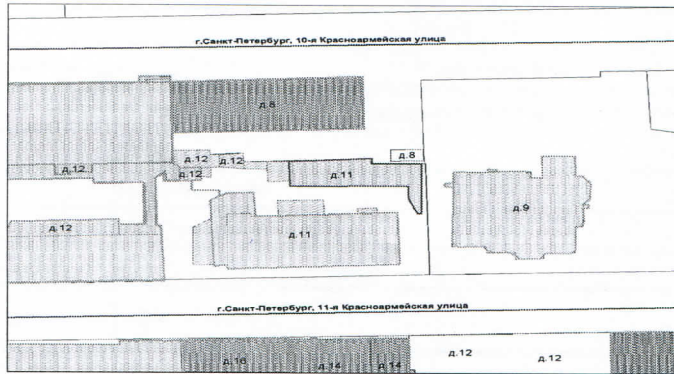 г.Санкт-Петербург, 10-я Красноармейская улица
д.8
д.12
д.12
д.8
д.12
д.12
д.11
д.9
д.12
д.11
г.Санкт-Петербург, 11-я Красноармейская улица
д.16
д.14
д.14
д.12
д.12